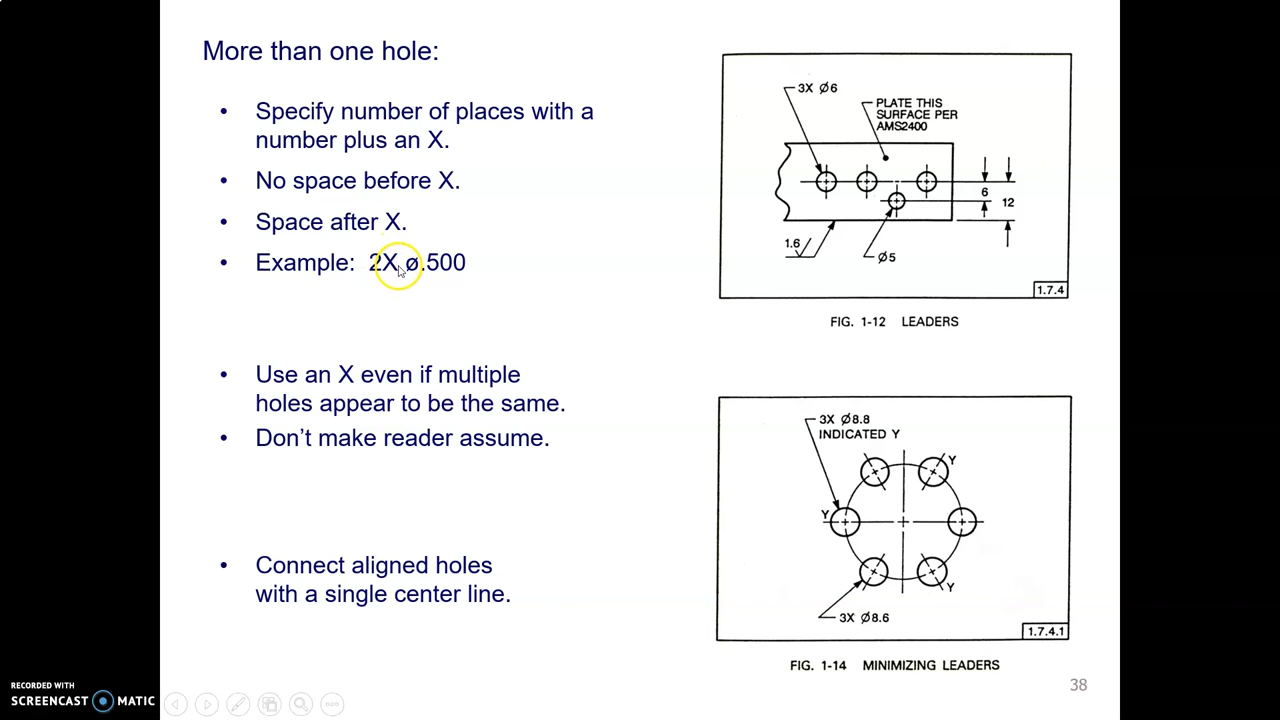 More than one hole:
• Specify number of places with a
number plus an X.
• No space before X.
• Space after X.
• Example: 2X ø.500
• Use an X even if multiple
holes appear to be the same.
• Don't make reader assume.
• Connect aligned holes
with a single center line.
3X Ø6
PLATE THIS
SURFACE PER
AMS2400
6
12
1.6
Ø5
1.7.4
FIG. 1-12 LEADERS
3X Ø8.8
INDICATED Y
Y
Y
Y
3X Ø8.6
1.7.4.1
FIG. 1-14 MINIMIZING LEADERS
38
RECORDED WITH
SCREENCAST MATIC